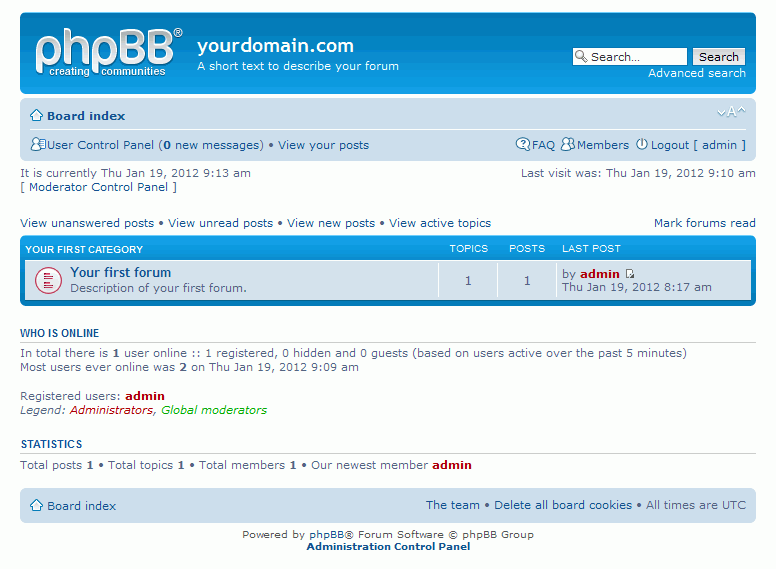 phpBB®
creating communities
yourdomain.com
A short text to describe your forum
Search… Search
Advanced search
Board index A
User Control Panel (0 new messages) • View your posts FAQ Members Logout [ admin ]
It is currently Thu Jan 19, 2012 9:13 am Last visit was: Thu Jan 19, 2012 9:10 am
[ Moderator Control Panel ]
View unanswered posts • View unread posts • View new posts • View active topics Mark forums read
YOUR FIRST CATEGORY TOPICS POSTS LAST POST
Your first forum
Description of your first forum.
1 1
by admin
Thu Jan 19, 2012 8:17 am
WHO IS ONLINE
In total there is 1 user online :: 1 registered, 0 hidden and 0 guests (based on users active over the past 5 minutes)
Most users ever online was 2 on Thu Jan 19, 2012 9:09 am
Registered users: admin
Legend: Administrators, Global moderators
STATISTICS
Total posts 1 • Total topics 1 • Total members 1 • Our newest member admin
Board index The team • Delete all board cookies • All times are UTC
Powered by phpBB® Forum Software © phpBB Group
Administration Control Panel